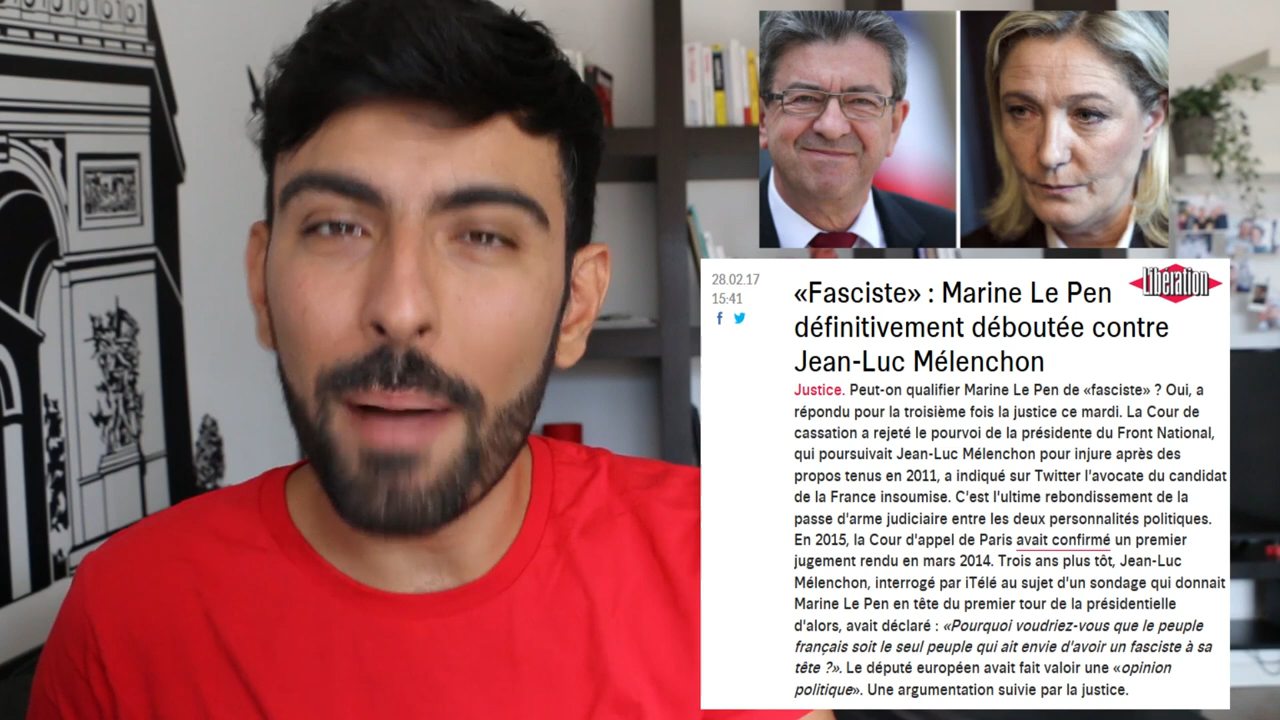 28.02.17
15:41
Libération
«Fasciste» : Marine Le Pen
définitivement déboutée contre
Jean-Luc Mélenchon
Justice. Peut-on qualifier Marine Le Pen de «fasciste» ? Oui, a
répondu pour la troisième fois la justice ce mardi. La Cour de
cassation a rejeté le pourvoi de la présidente du Front National,
qui poursuivait Jean-Luc Mélenchon pour injure après des
propos tenus en 2011, a indiqué sur Twitter l'avocate du candidat
de la France insoumise. C'est l'ultime rebondissement de la
passe d'arme judiciaire entre les deux personnalités politiques.
En 2015, la Cour d'appel de Paris avait confirmé un premier
jugement rendu en mars 2014. Trois ans plus tôt, Jean-Luc
Mélenchon, interrogé par iTélé au sujet d'un sondage qui donnait
Marine Le Pen en tête du premier tour de la présidentielle
d'alors, avait déclaré : «Pourquoi voudriez-vous que le peuple
français soit le seul peuple qui ait envie d'avoir un fasciste à sa
tête ?». Le député européen avait fait valoir une «opinion
politique». Une argumentation suivie par la justice.